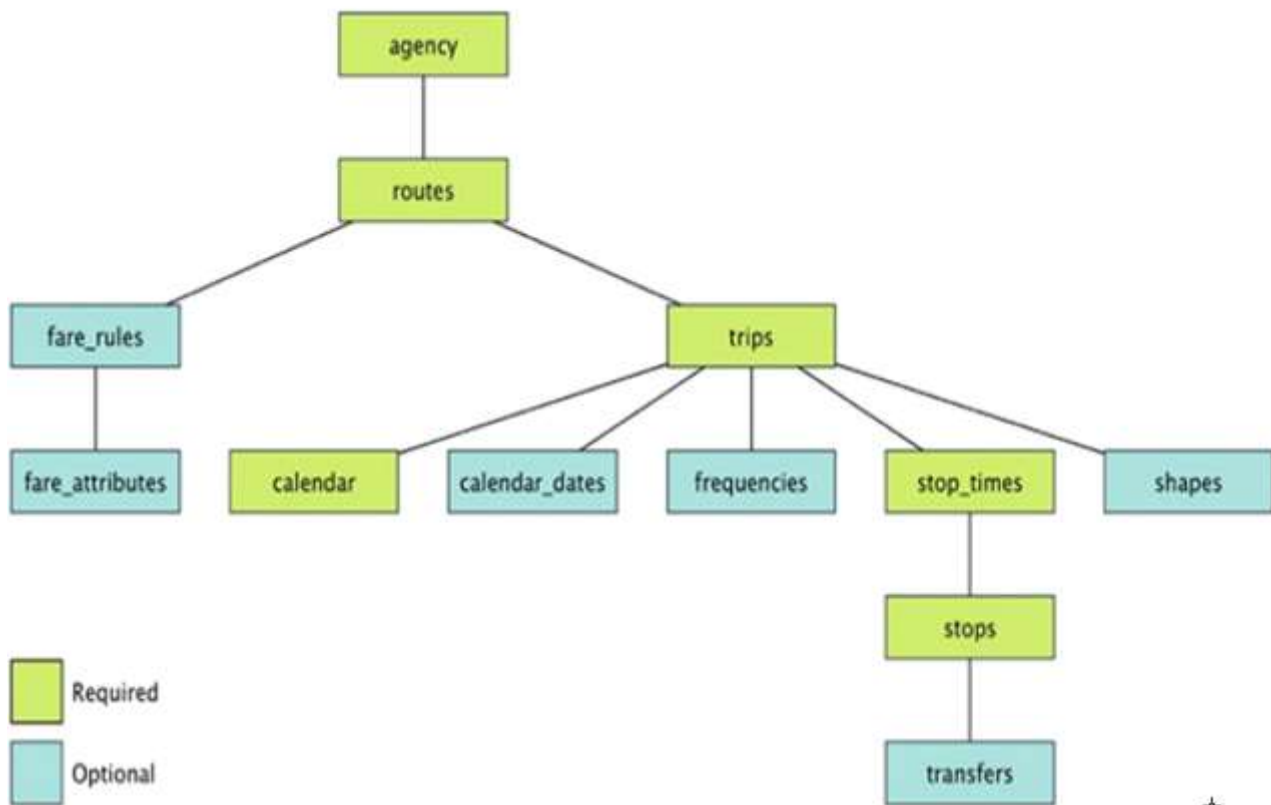 agency
routes
fare_rules
trips
fare_attributes
calendar
calendar_dates
frequencies
stop_times
shapes
stops
Required
Optional
transfers